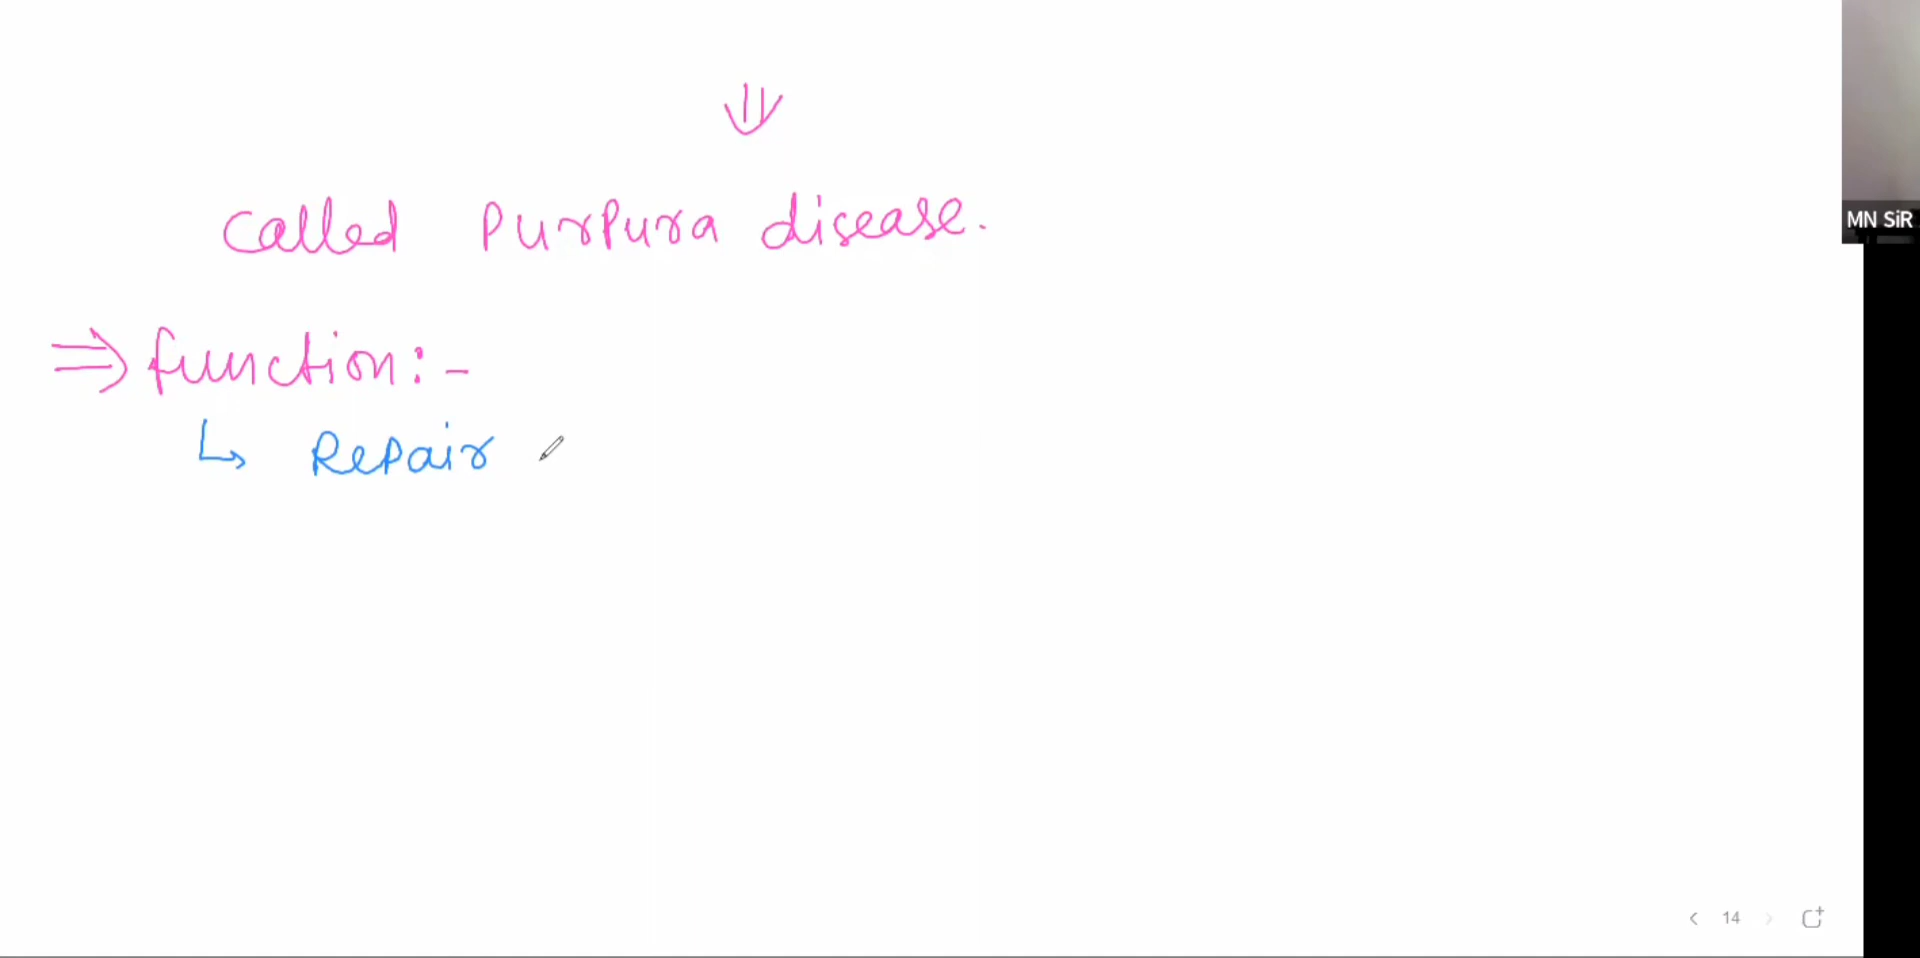 called Purpura disease.
MN SiR
⇒ function:-
↳ Repair
14